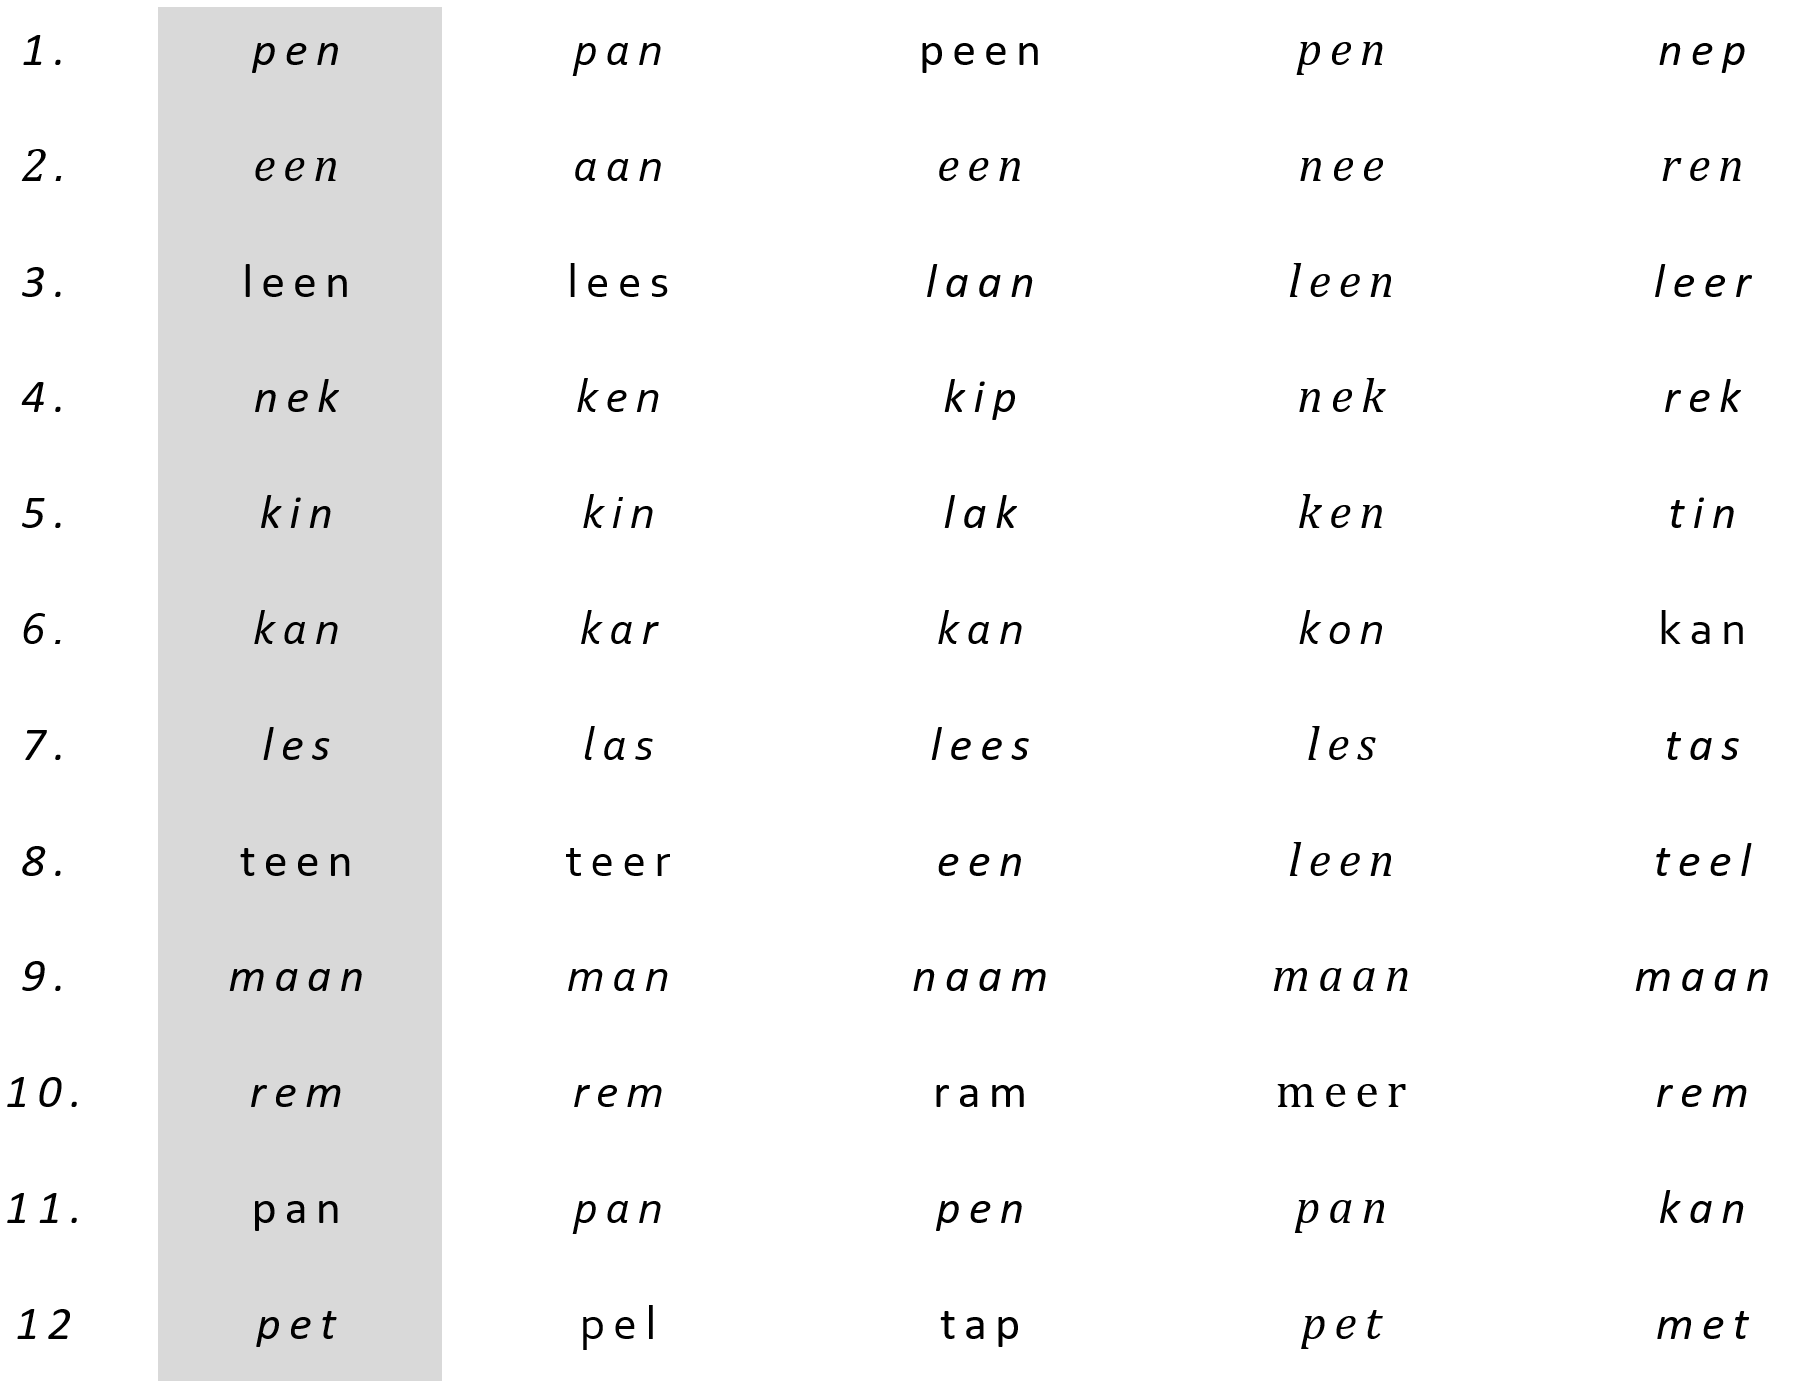 1. pen pan peen pen nep
2. een aan een nee ren
3. leen lees laan leen leer
4. nek ken kip nek rek
5. kin kin lak ken tin
6. kan kar kan kon kan
7. les las lees les tas
8. teen teer een leen teel
9. maan man naam maan maan
10. rem rem ram meer rem
11. pan pan pen pan kan
12 pet pel tap pet met